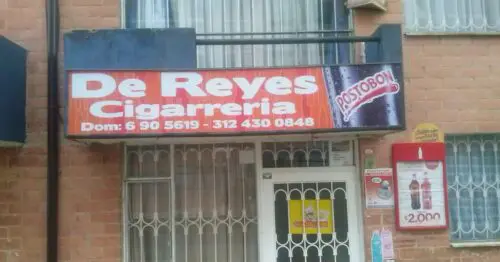 De Reyes
Cigarreria
Dom: 6 90 5619 - 312 430 0848
POSTOBON
$2.000